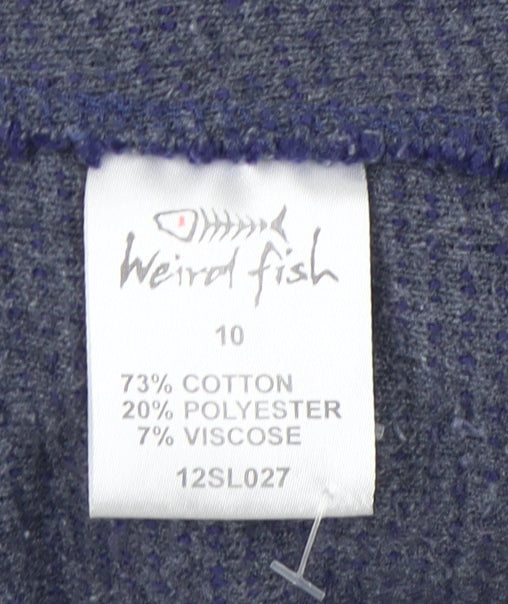 Weird fish
10
73% COTTON
20% POLYESTER
7% VISCOSE
12SL027